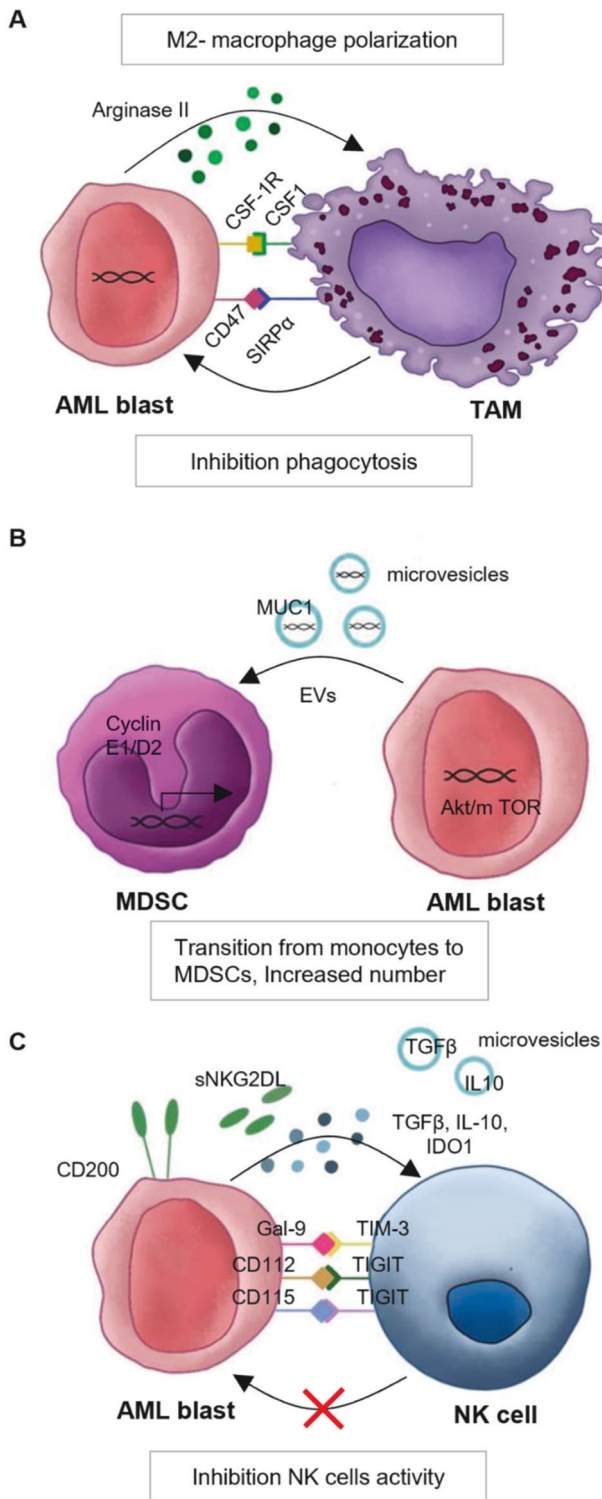 A
M2- macrophage polarization
Arginase II
CSF-1R
CSF1
CD47
SIRPα
AML blast
TAM
Inhibition phagocytosis
B
microvesicles
MUC1
EVs
Cyclin
E1/D2
Akt/m TOR
MDSC
AML blast
Transition from monocytes to
MDSCs, Increased number
C
TGFβ
microvesicles
sNKG2DL
IL10
TGFβ, IL-10,
IDO1
CD200
Gal-9
TIM-3
CD112
TIGIT
CD115
TIGIT
AML blast
NK cell
Inhibition NK cells activity